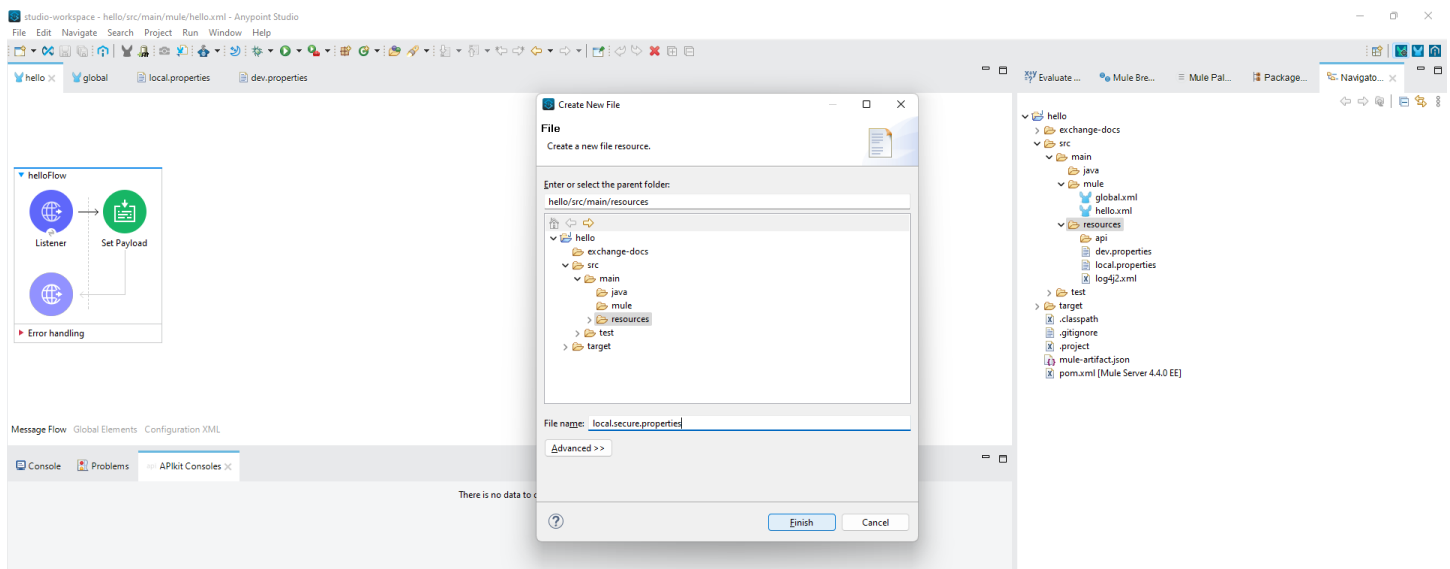 studio-workspace - hello/src/main/mule/hello.xml - Anypoint Studio
File Edit Navigate Search Project Run Window Help
hello global local.properties dev.properties
helloFlow
Listener Set Payload
Error handling
Message Flow Global Elements Configuration XML
Console Problems APIkit Consoles
There is no data to
Create New File
File
Create a new file resource.
Enter or select the parent folder:
hello/src/main/resources
hello
exchange-docs
src
main
java
mule
resources
test
target
File name: local.secure.properties
Advanced >>
Finish Cancel
Evaluate ... Mule Bre... Mule Pal... Package... Navigato...
hello
exchange-docs
src
main
java
mule
global.xml
hello.xml
resources
api
dev.properties
local.properties
log4j2.xml
test
target
.classpath
.gitignore
.project
mule-artifact.json
pom.xml [Mule Server 4.4.0 EE]